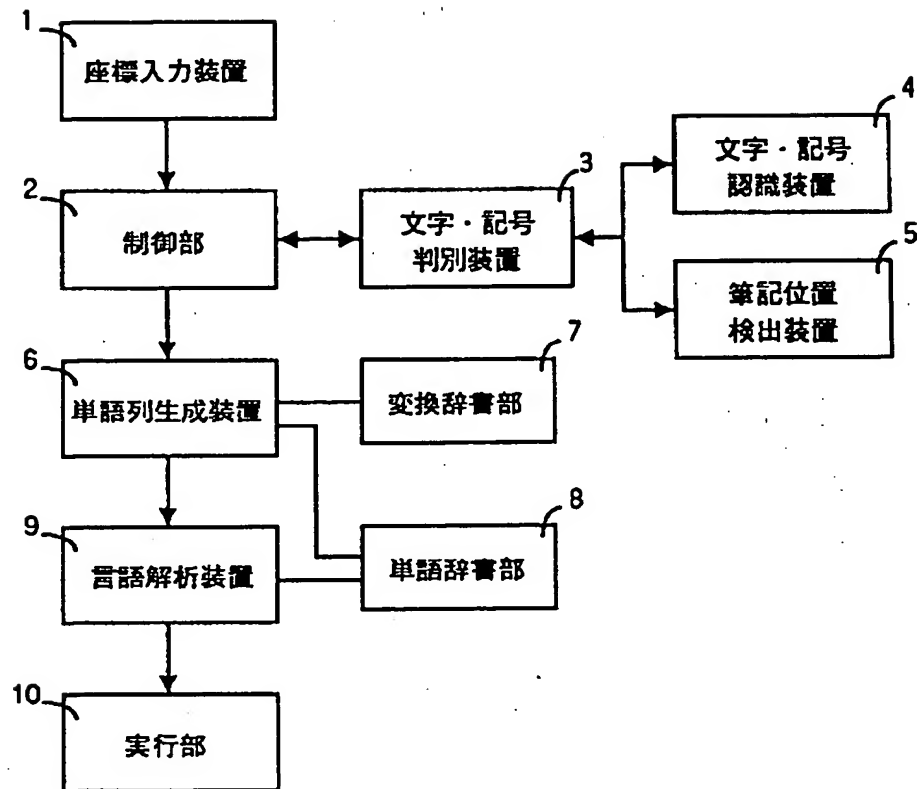 1
座標入力装置
2
制御部
3
文字・記号
判別装置
4
文字・記号
認識装置
5
筆記位置
検出装置
6
単語列生成装置
7
変換辞書部
8
単語辞書部
9
言語解析装置
10
実行部